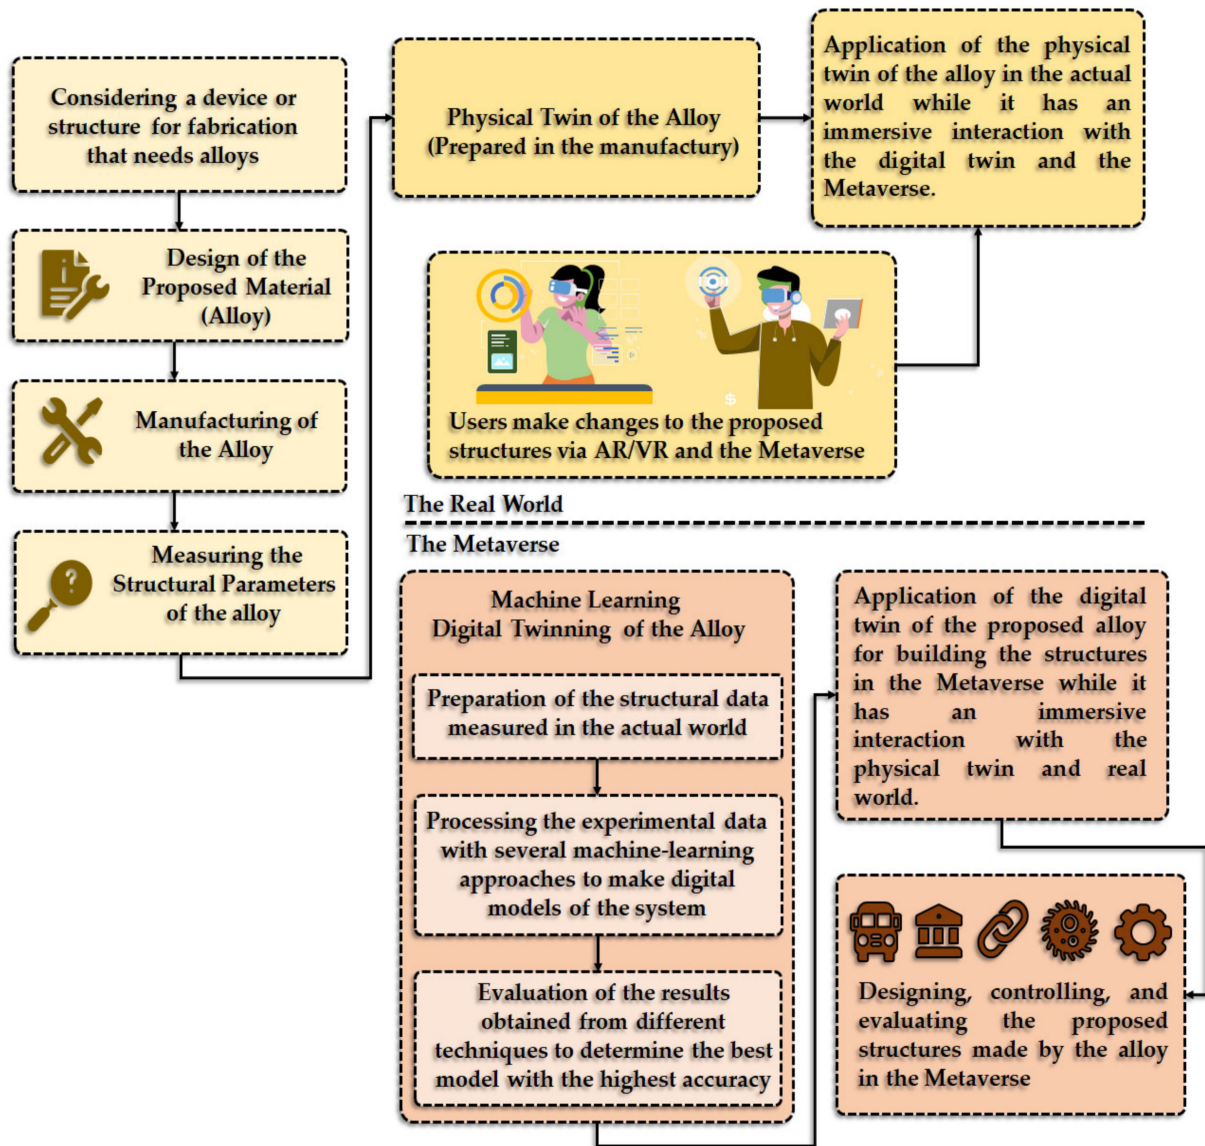 Considering a device or
structure for fabrication
that needs alloys
Design of the
Proposed Material
(Alloy)
Manufacturing of
the Alloy
Measuring the
Structural Parameters
of the alloy
Physical Twin of the Alloy
(Prepared in the manufactury)
Application of the physical
twin of the alloy in the actual
world while it has an
immersive interaction with
the digital twin and the
Metaverse.
Users make changes to the proposed
structures via AR/VR and the Metaverse
The Real World
The Metaverse
Machine Learning
Digital Twinning of the Alloy
Preparation of the structural data
measured in the actual world
Processing the experimental data
with several machine-learning
approaches to make digital
models of the system
Evaluation of the results
obtained from different
techniques to determine the best
model with the highest accuracy
Application of the digital
twin of the proposed alloy
for building the structures
in the Metaverse while it
has an immersive
interaction with the
physical twin and real
world.
Designing, controlling, and
evaluating the proposed
structures made by the alloy
in the Metaverse